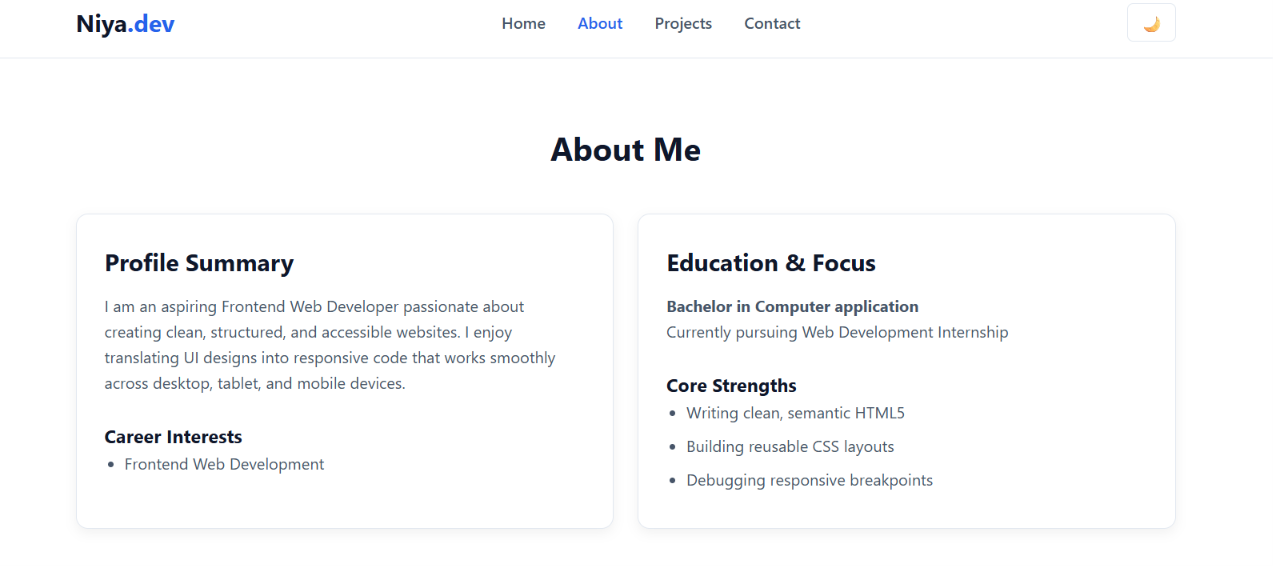 Niya.dev
Home
About
Projects
Contact
About Me
Profile Summary
I am an aspiring Frontend Web Developer passionate about
creating clean, structured, and accessible websites. I enjoy
translating UI designs into responsive code that works smoothly
across desktop, tablet, and mobile devices.
Career Interests
Frontend Web Development
Education & Focus
Bachelor in Computer application
Currently pursuing Web Development Internship
Core Strengths
Writing clean, semantic HTML5
Building reusable CSS layouts
Debugging responsive breakpoints